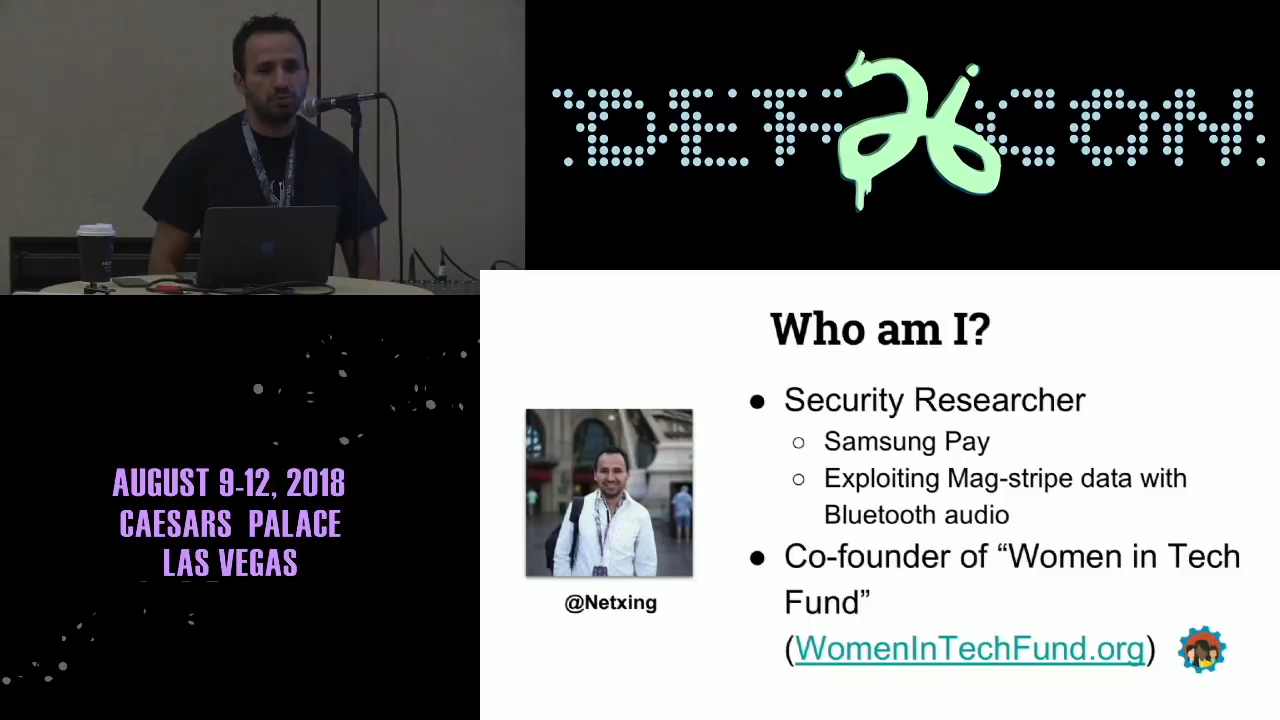 DEF 26 CON
AUGUST 9-12, 2018
CAESARS PALACE
LAS VEGAS
Who am I?
● Security Researcher
○ Samsung Pay
○ Exploiting Mag-stripe data with
Bluetooth audio
● Co-founder of “Women in Tech
Fund”
(WomenInTechFund.org)
@Netxing